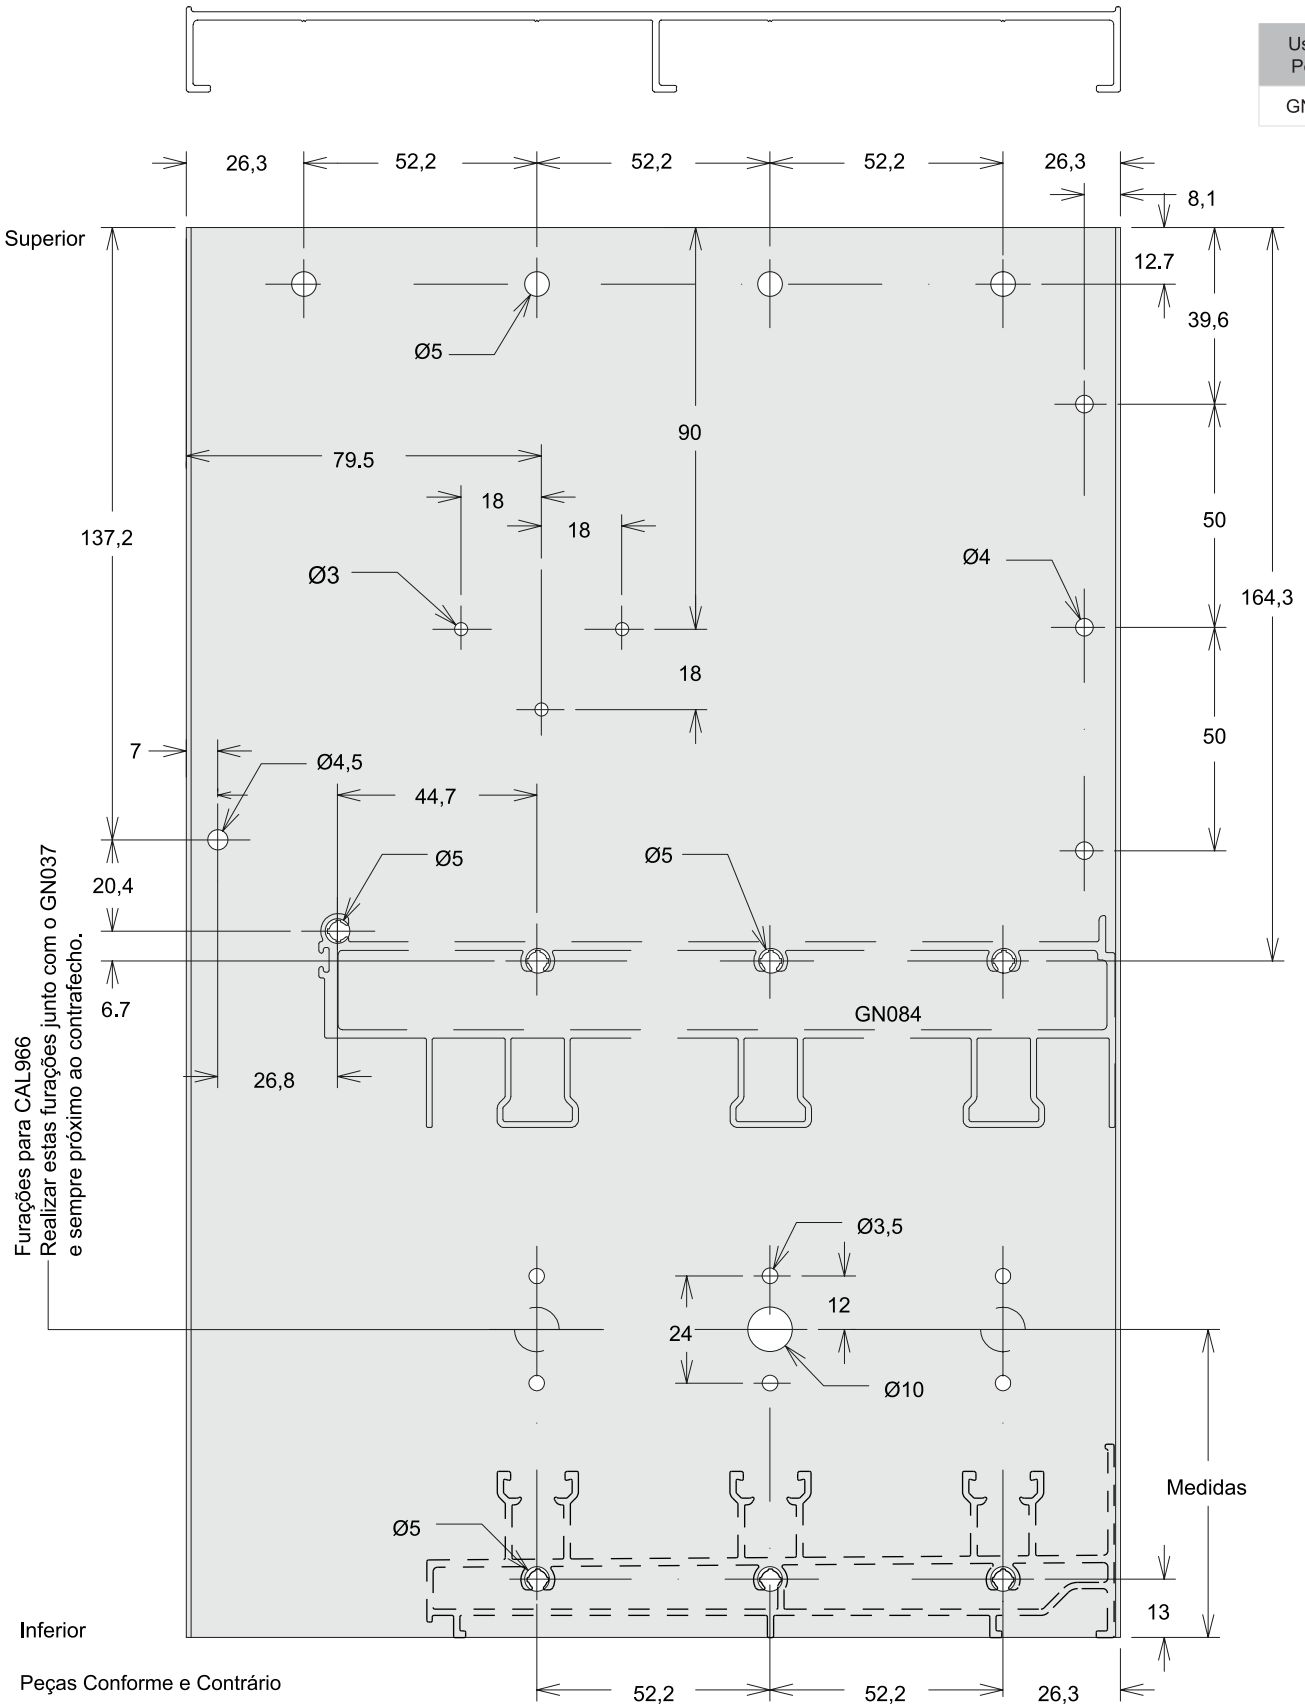 26,3
52,2
52,2
52,2
26,3
8,1
Superior
12.7
39,6
Ø5
90
79.5
18
18
137,2
50
Ø3
Ø4
164,3
18
50
7
Ø4,5
44,7
Ø5
Ø5
20,4
6.7
GN084
26,8
Furações para CAL966
Realizar estas furações junto com o GN037
e sempre próximo ao contrafecho.
Ø3,5
12
24
Ø10
Medidas
Ø5
13
Inferior
Peças Conforme e Contrário
52,2
52,2
26,3